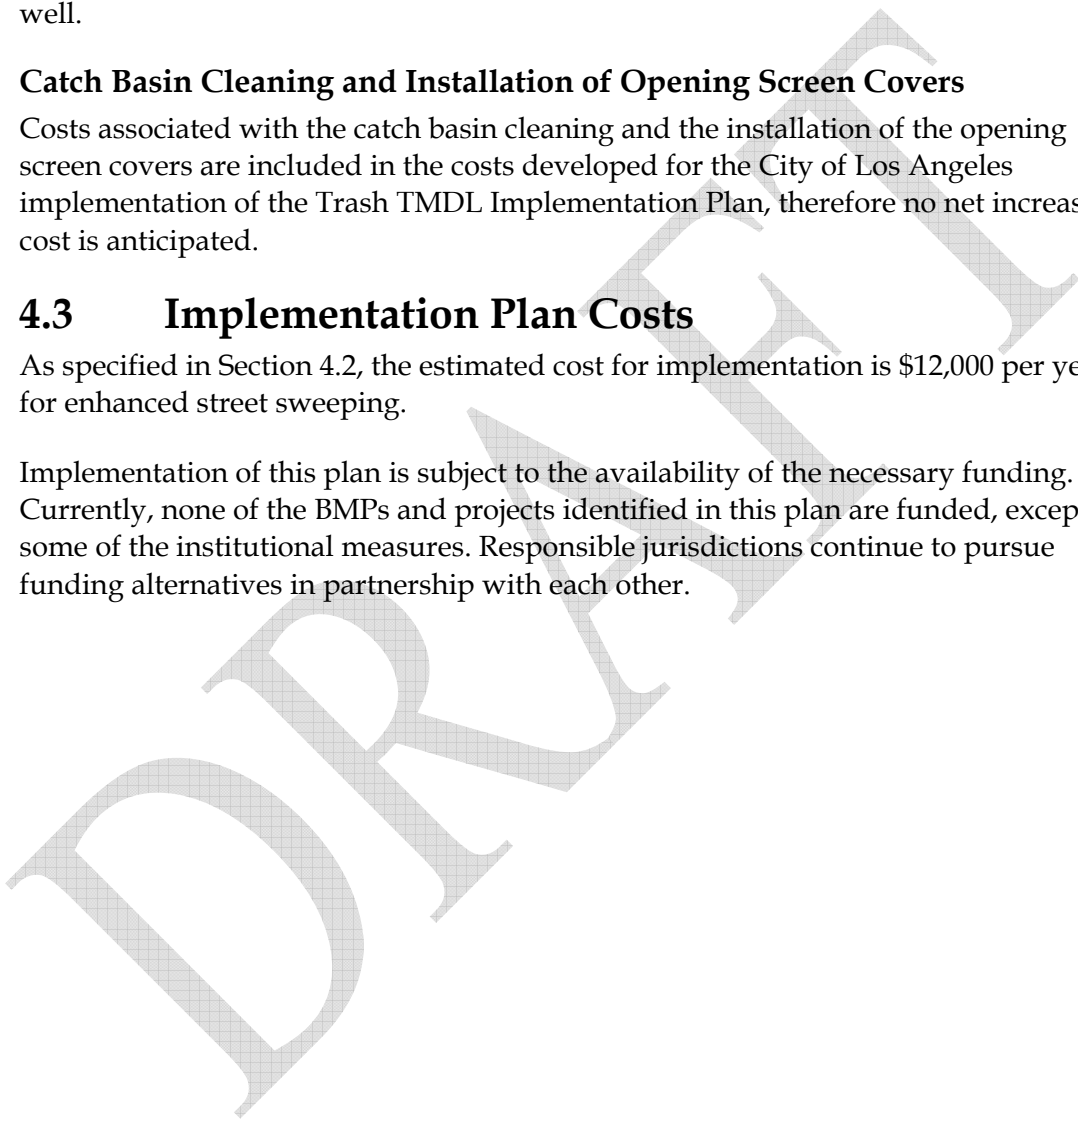 well.
Catch Basin Cleaning and Installation of Opening Screen Covers
Costs associated with the catch basin cleaning and the installation of the opening
screen covers are included in the costs developed for the City of Los Angeles
implementation of the Trash TMDL Implementation Plan, therefore no net increas
cost is anticipated.
4.3 Implementation Plan Costs
As specified in Section 4.2, the estimated cost for implementation is $12,000 per ye
for enhanced street sweeping.
Implementation of this plan is subject to the availability of the necessary funding.
Currently, none of the BMPs and projects identified in this plan are funded, excep
some of the institutional measures. Responsible jurisdictions continue to pursue
funding alternatives in partnership with each other.
DRAFT